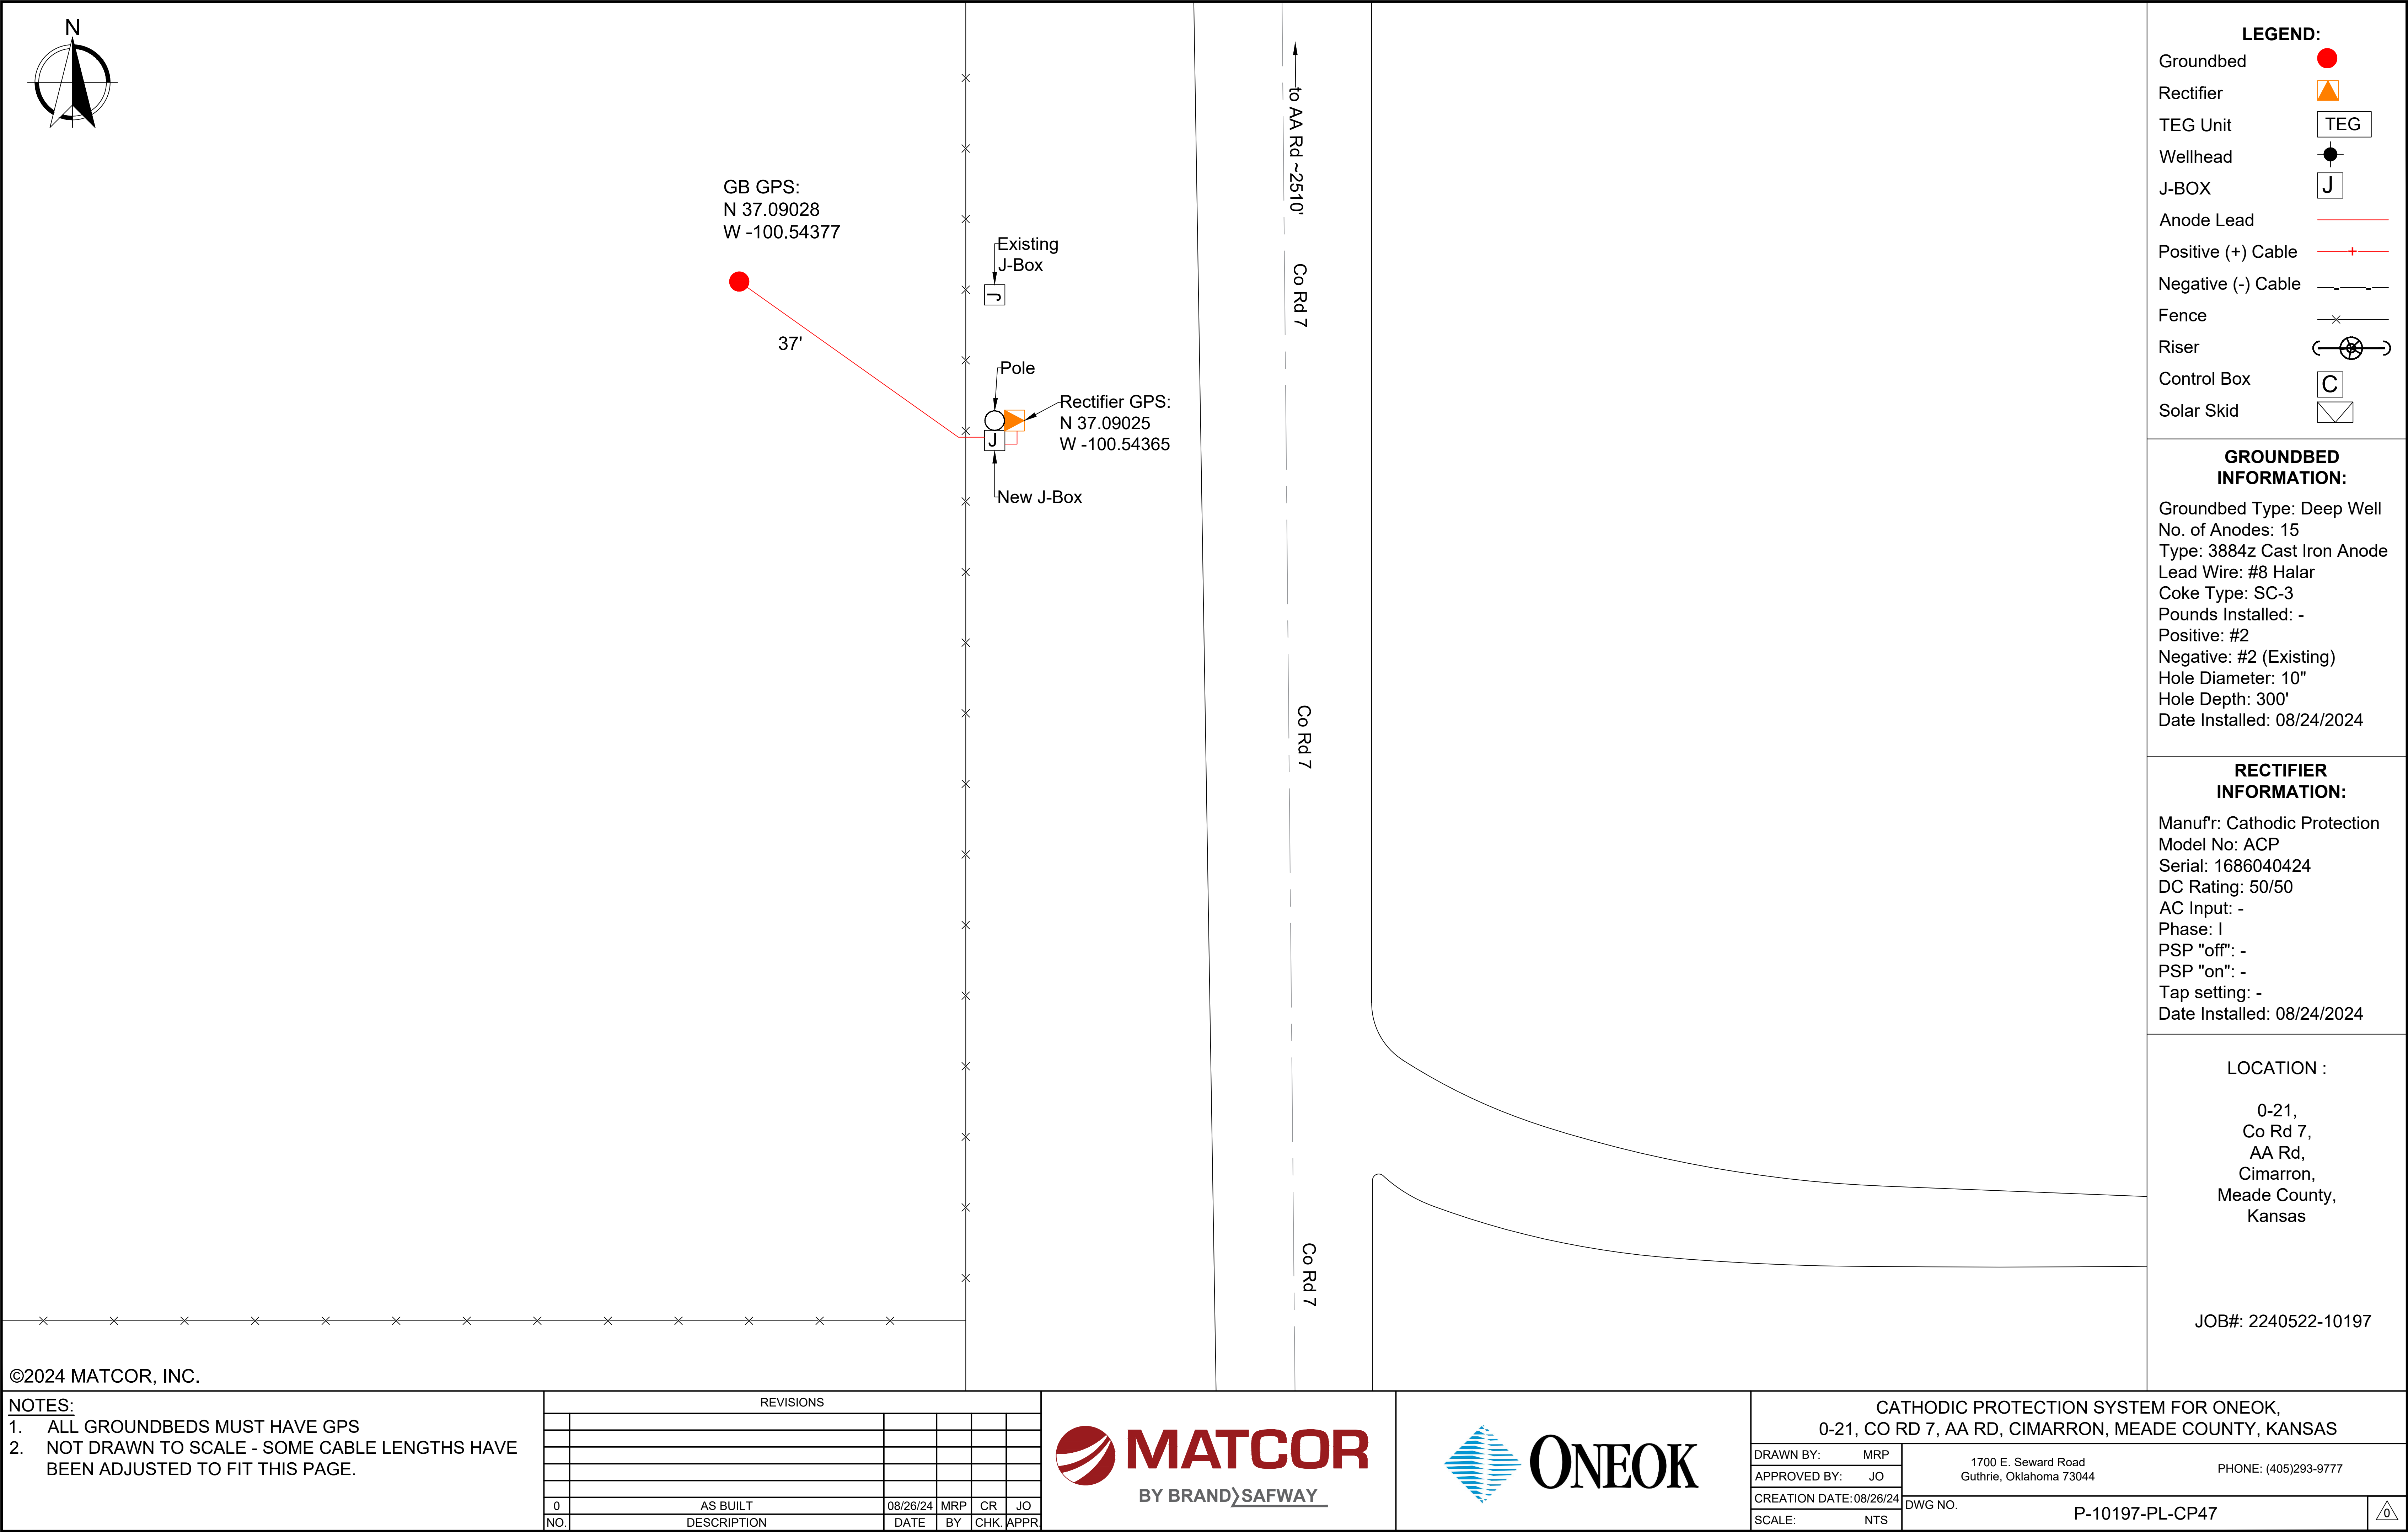 N
GB GPS:
N 37.09028
W -100.54377
37'
Existing
J-Box
J
Pole
Rectifier GPS:
N 37.09025
W -100.54365
J
New J-Box
to AA Rd ~2510'
Co Rd 7
Co Rd 7
Co Rd 7
©2024 MATCOR, INC.
LEGEND:
Groundbed
Rectifier
TEG Unit TEG
Wellhead
J-BOX J
Anode Lead
Positive (+) Cable +
Negative (-) Cable
Fence
Riser
Control Box C
Solar Skid
GROUNDBED
INFORMATION:
Groundbed Type: Deep Well
No. of Anodes: 15
Type: 3884z Cast Iron Anode
Lead Wire: #8 Halar
Coke Type: SC-3
Pounds Installed: -
Positive: #2
Negative: #2 (Existing)
Hole Diameter: 10"
Hole Depth: 300'
Date Installed: 08/24/2024
RECTIFIER
INFORMATION:
Manuf'r: Cathodic Protection
Model No: ACP
Serial: 1686040424
DC Rating: 50/50
AC Input: -
Phase: I
PSP "off": -
PSP "on": -
Tap setting: -
Date Installed: 08/24/2024
LOCATION :
0-21,
Co Rd 7,
AA Rd,
Cimarron,
Meade County,
Kansas
JOB#: 2240522-10197
NOTES:
1. ALL GROUNDBEDS MUST HAVE GPS
2. NOT DRAWN TO SCALE - SOME CABLE LENGTHS HAVE
BEEN ADJUSTED TO FIT THIS PAGE.
REVISIONS
0 AS BUILT 08/26/24 MRP CR JO
NO. DESCRIPTION DATE BY CHK. APPR.
MATCOR
BY BRAND SAFWAY
ONEOK
CATHODIC PROTECTION SYSTEM FOR ONEOK,
0-21, CO RD 7, AA RD, CIMARRON, MEADE COUNTY, KANSAS
DRAWN BY: MRP
APPROVED BY: JO
CREATION DATE: 08/26/24
SCALE: NTS
1700 E. Seward Road
Guthrie, Oklahoma 73044
PHONE: (405)293-9777
DWG NO.
P-10197-PL-CP47
0